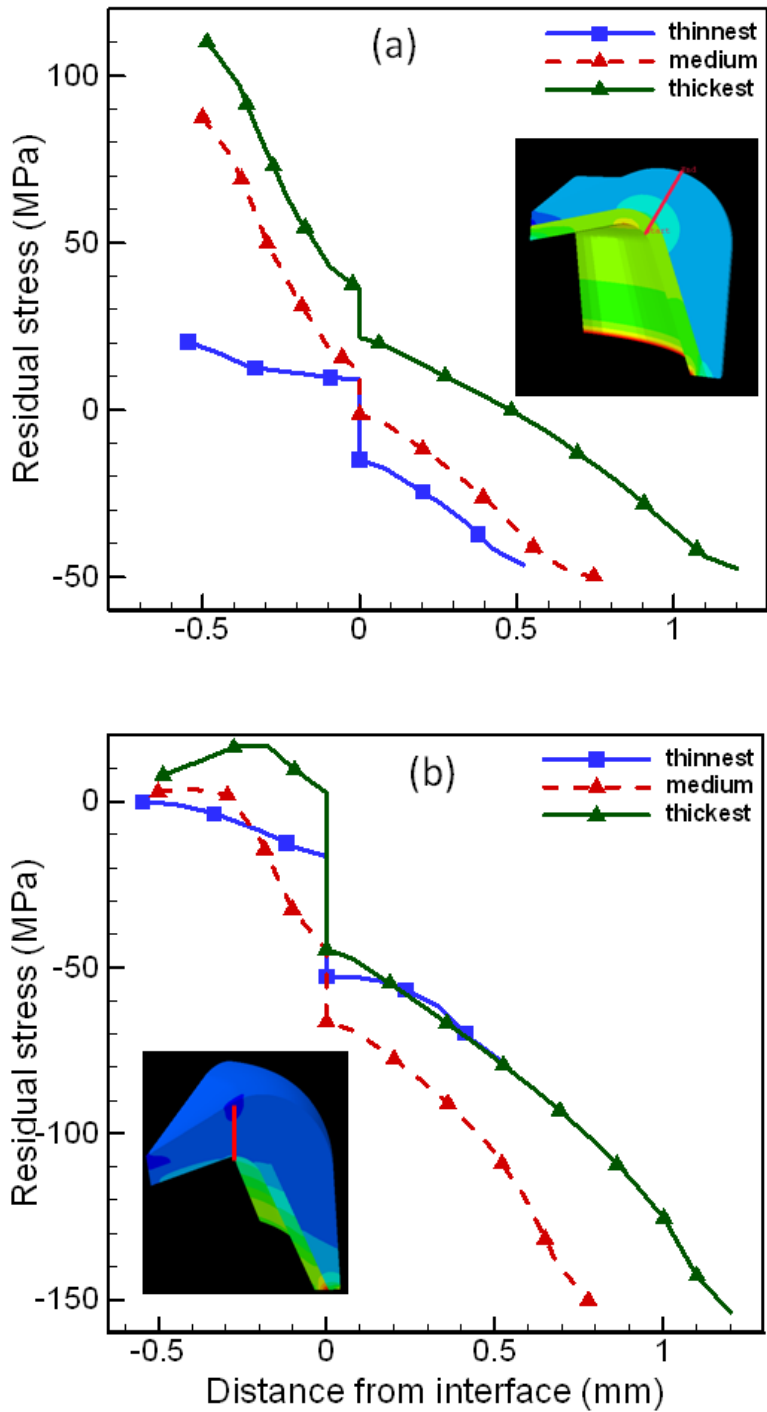 (a)
thinnest
medium
thickest
Residual stress (MPa)
100
50
0
-50
-0.5
0
0.5
1
(b)
thinnest
medium
thickest
Residual stress (MPa)
0
-50
-100
-150
-0.5
0
0.5
1
Distance from interface (mm)